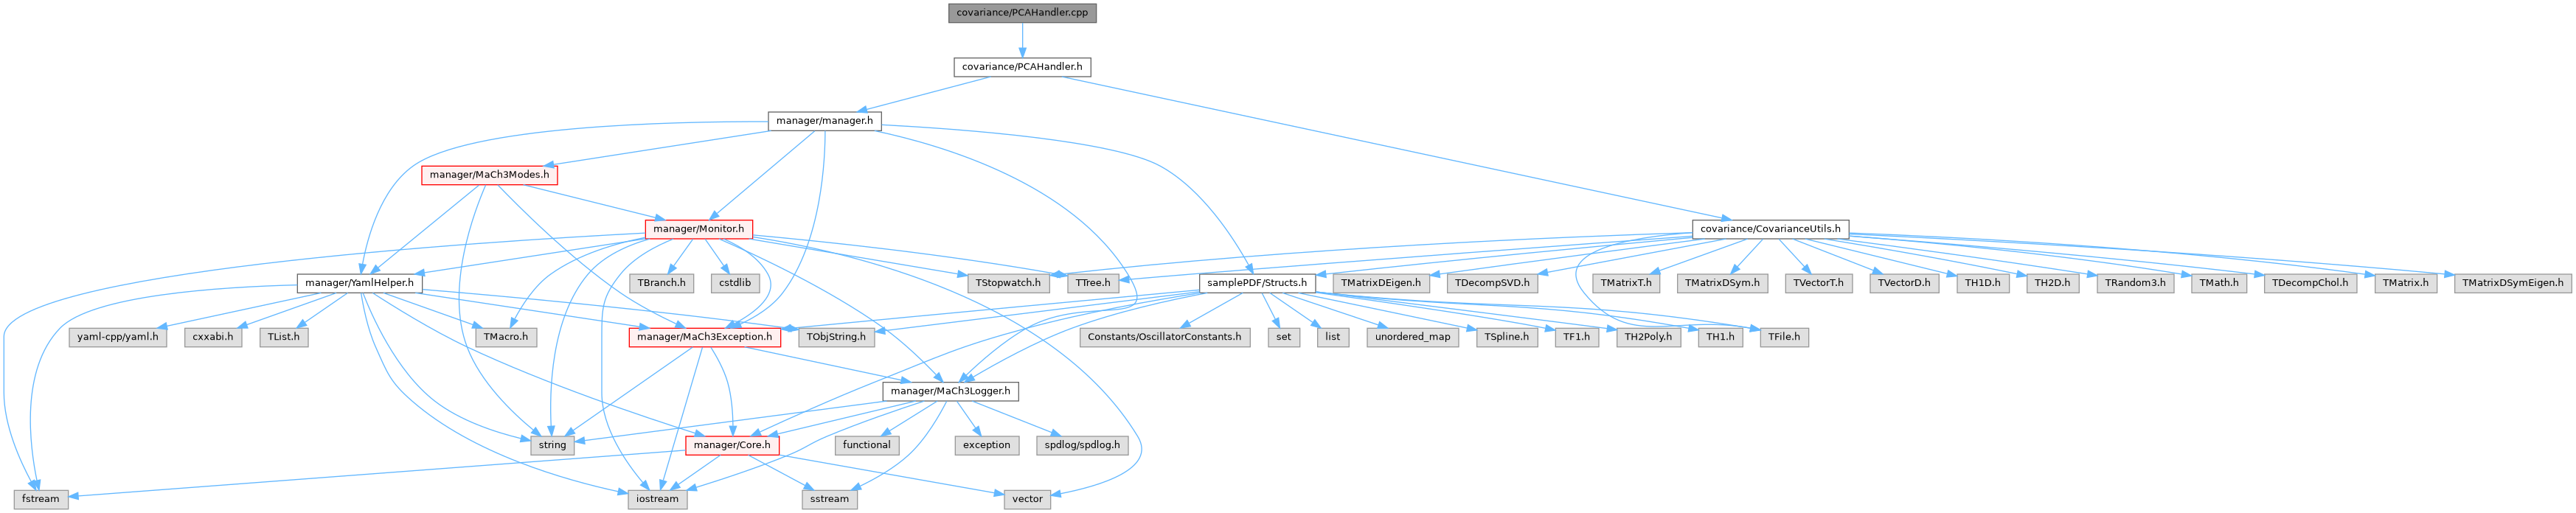 covariance/PCAHandler.cpp
covariance/PCAHandler.h
manager/manager.h
manager/MaCh3Modes.h
manager/Monitor.h
covariance/CovarianceUtils.h
manager/YamlHelper.h
TBranch.h
cstdlib
TStopwatch.h
TTree.h
samplePDF/Structs.h
TMatrixDEigen.h
TDecompSVD.h
TMatrixT.h
TMatrixDSym.h
TVectorT.h
TVectorD.h
TH1D.h
TH2D.h
TRandom3.h
TMath.h
TDecompChol.h
TMatrix.h
TMatrixDSymEigen.h
yaml-cpp/yaml.h
cxxabi.h
TList.h
TMacro.h
manager/MaCh3Exception.h
TObjString.h
Constants/OscillatorConstants.h
set
list
unordered_map
TSpline.h
TF1.h
TH2Poly.h
TH1.h
TFile.h
manager/MaCh3Logger.h
string
manager/Core.h
functional
exception
spdlog/spdlog.h
fstream
iostream
sstream
vector